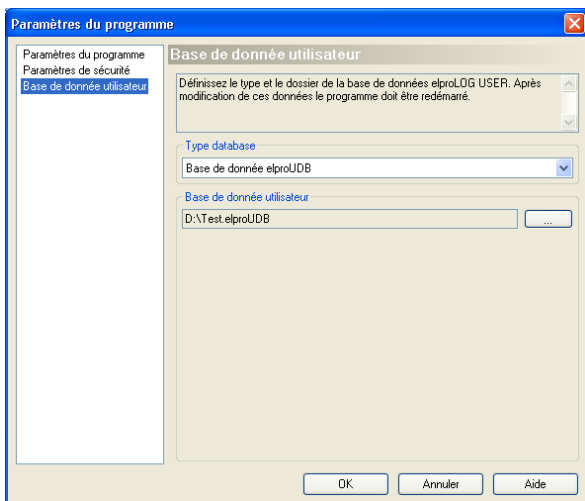 Paramètres du programme
Paramètres du programme
Paramètres de sécurité
Base de donnée utilisateur
Base de donnée utilisateur
Définissez le type et le dossier de la base de données elproLOG USER. Après
modification de ces données le programme doit être redémarré.
Type database
Base de donnée elproUDB
Base de donnée utilisateur
D:\Test.elproUDB
...
OK
Annuler
Aide